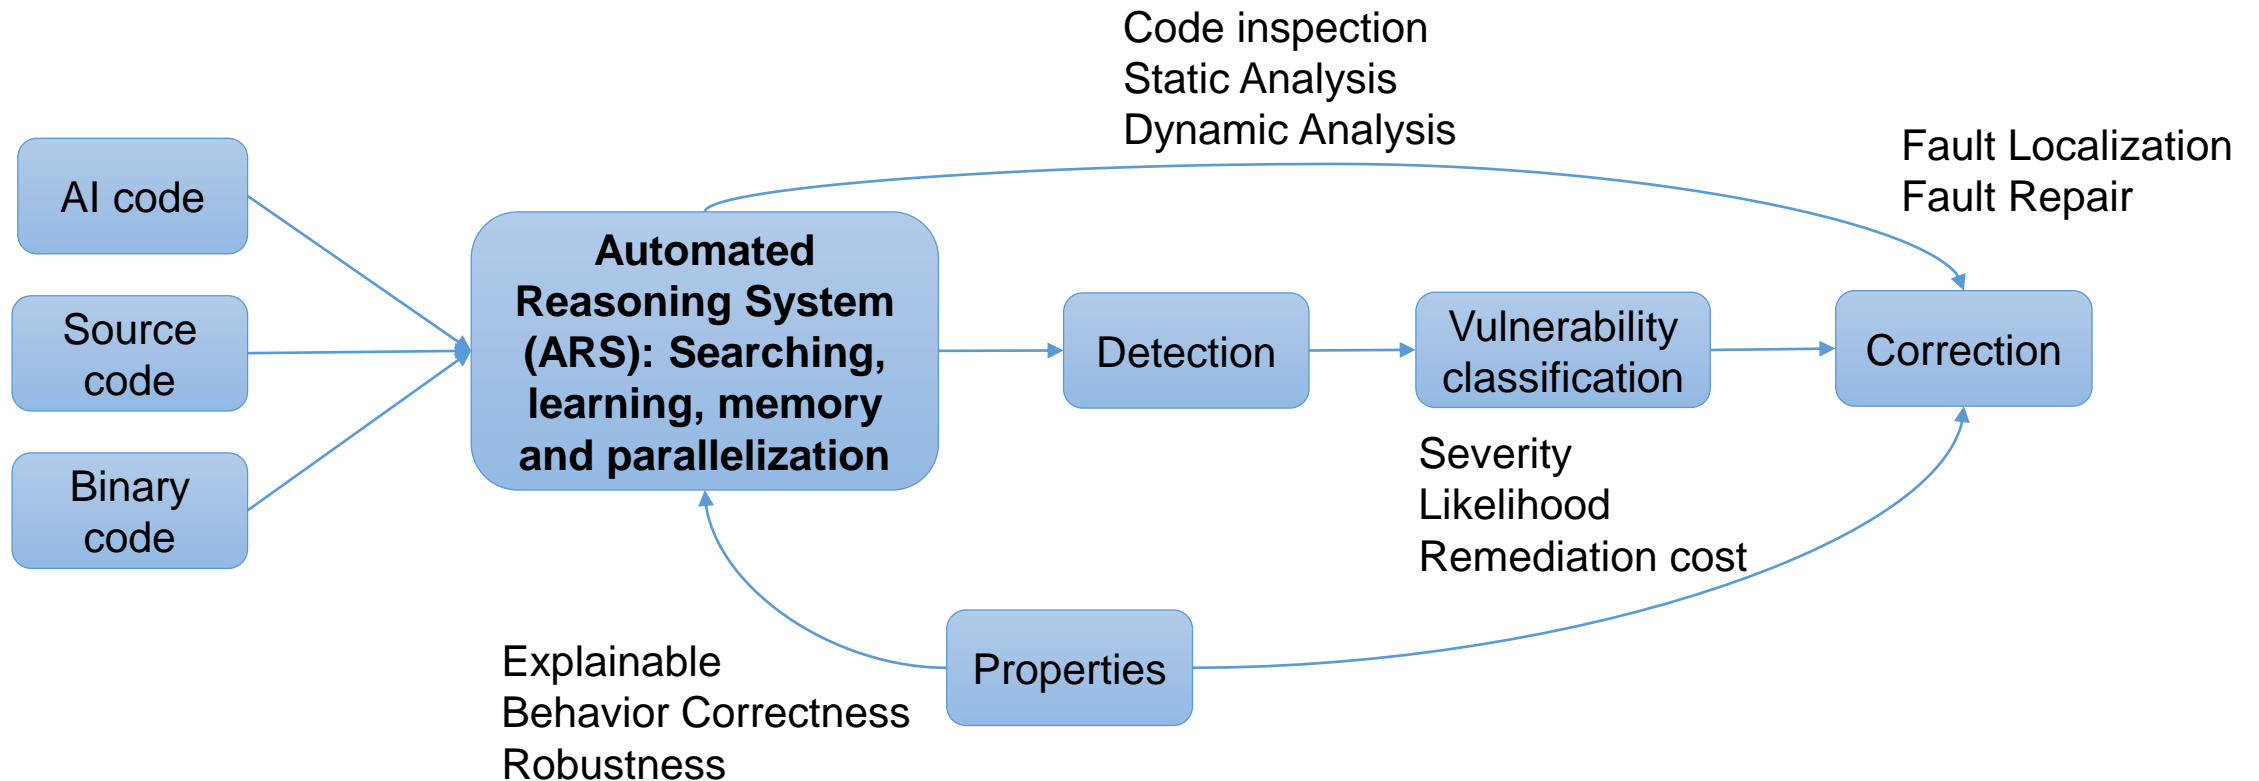 Code inspection
Static Analysis
Dynamic Analysis
Fault Localization
Fault Repair
AI code
Source
code
Binary
code
Automated
Reasoning System
(ARS): Searching,
learning, memory
and parallelization
Detection
Vulnerability
classification
Correction
Severity
Likelihood
Remediation cost
Properties
Explainable
Behavior Correctness
Robustness